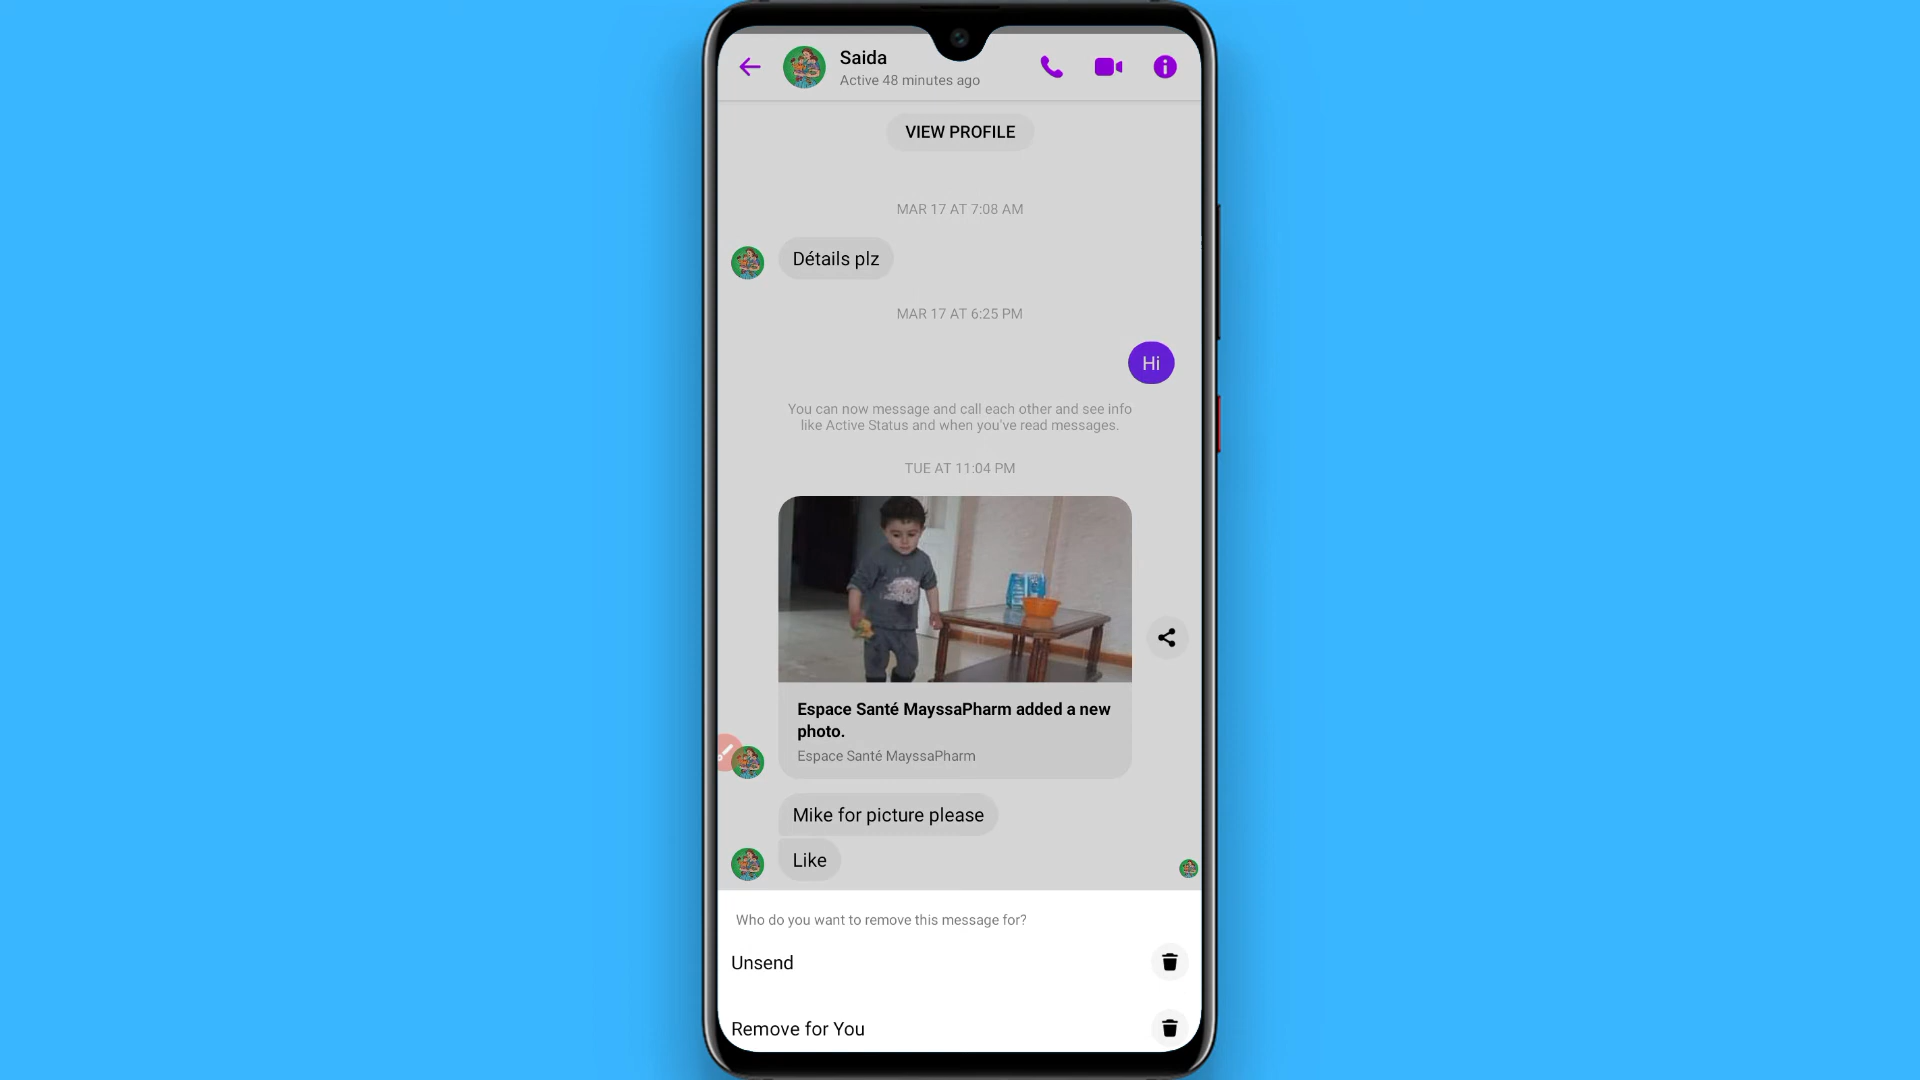 Saida
Active 48 minutes ago
VIEW PROFILE
MAR 17 AT 7:08 AM
Détails plz
MAR 17 AT 6:25 PM
Hi
You can now message and call each other and see info
like Active Status and when you've read messages.
TUE AT 11:04 PM
Espace Santé MayssaPharm added a new
photo.
Espace Santé MayssaPharm
Mike for picture please
Like
Who do you want to remove this message for?
Unsend
Remove for You